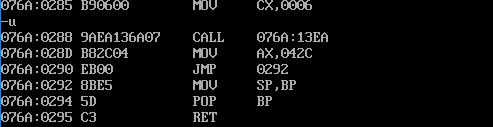 076A:0285 B90600 MOV CX,0006
-u
076A:0288 9AEA136A07 CALL 076A:13EA
076A:028D B82C04 MOV AX,042C
076A:0290 EB00 JMP 0292
076A:0292 8BE5 MOV SP,BP
076A:0294 5D POP BP
076A:0295 C3 RET